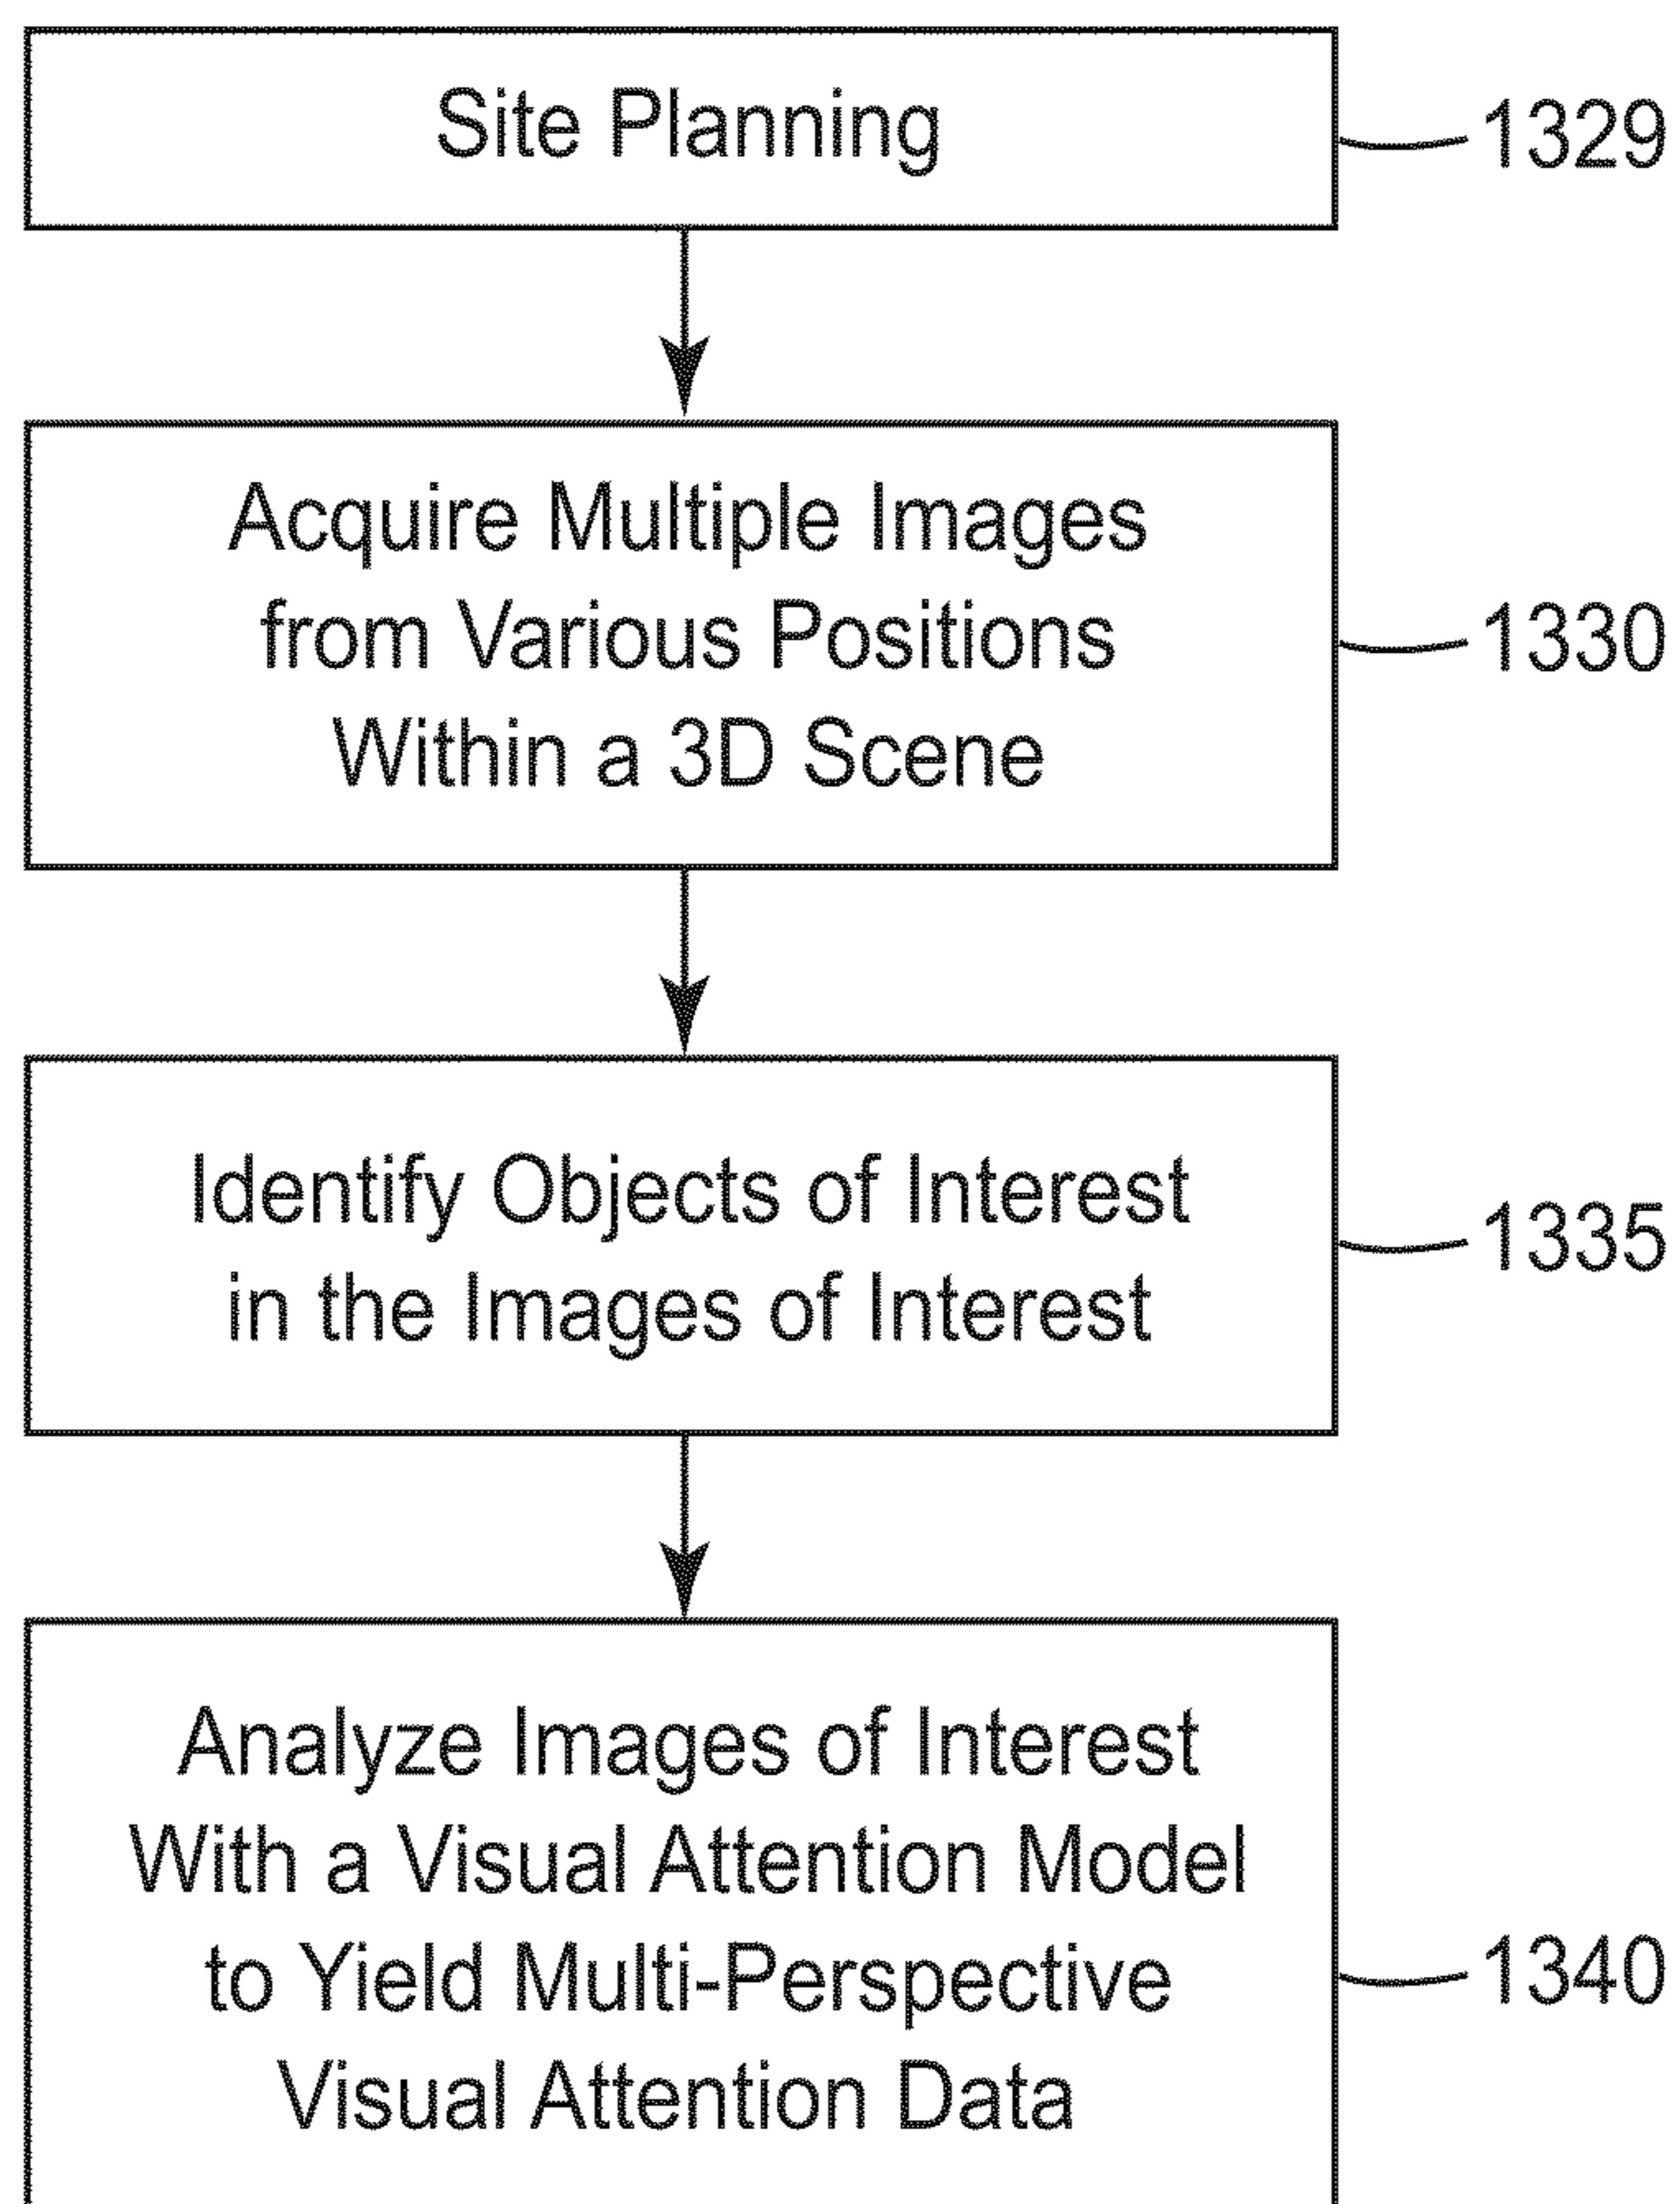 Site Planning
1329
Acquire Multiple Images
from Various Positions
Within a 3D Scene
1330
Identify Objects of Interest
in the Images of Interest
1335
Analyze Images of Interest
With a Visual Attention Model
to Yield Multi-Perspective
Visual Attention Data
1340